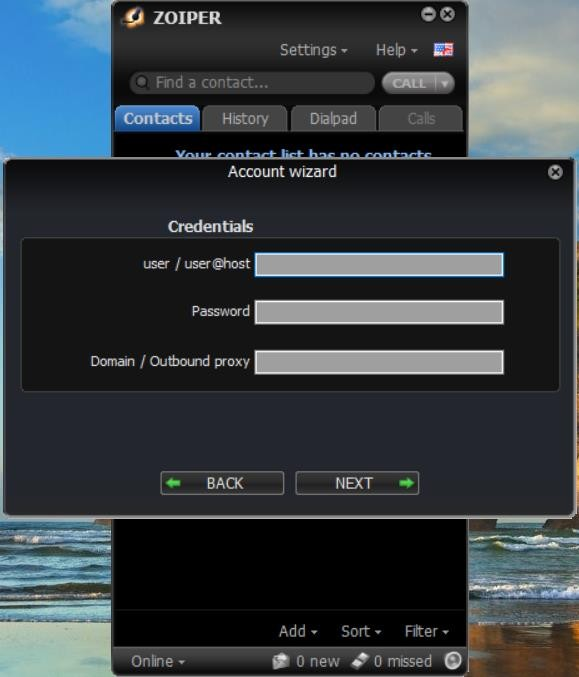 ZOIPER
Settings Help
Find a contact... CALL
Contacts History Dialpad Calls
Your contact list has no contacts
Account wizard
Credentials
user / user@host
Password
Domain / Outbound proxy
BACK NEXT
Add Sort Filter
Online 0 new 0 missed